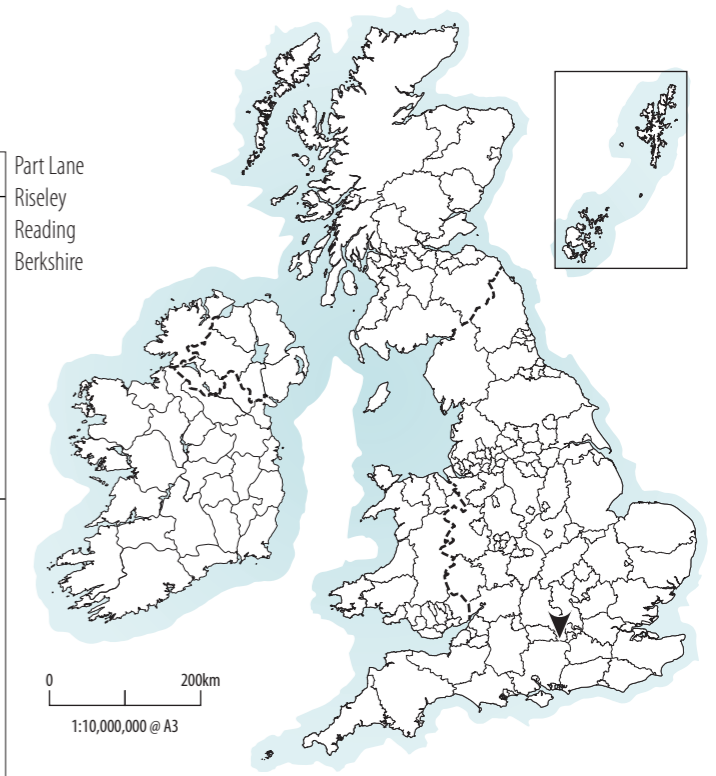 Part Lane
Riseley
Reading
Berkshire
0 200km
1:10,000,000 @ A3